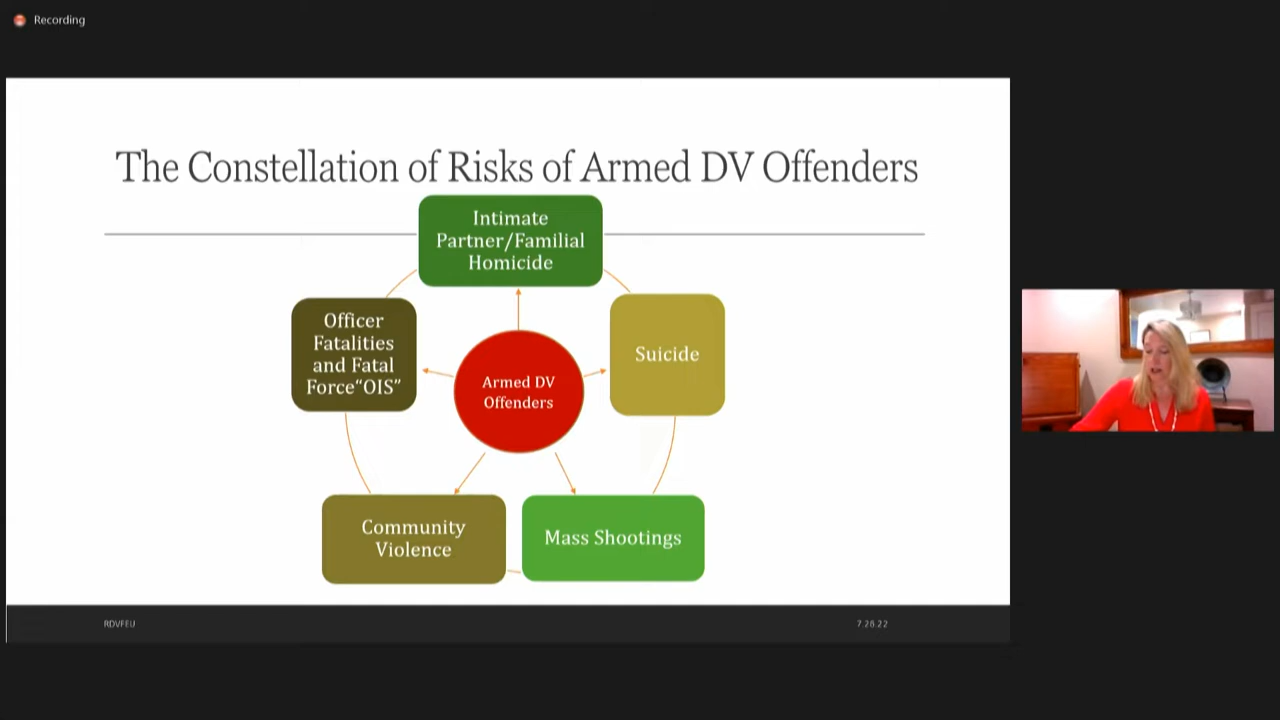 Recording
The Constellation of Risks of Armed DV Offenders
Intimate
Partner/Familial
Homicide
Officer
Fatalities
and Fatal
Force“OIS”
Suicide
Armed DV
Offenders
Community
Violence
Mass Shootings
RDVFEU
7.28.22